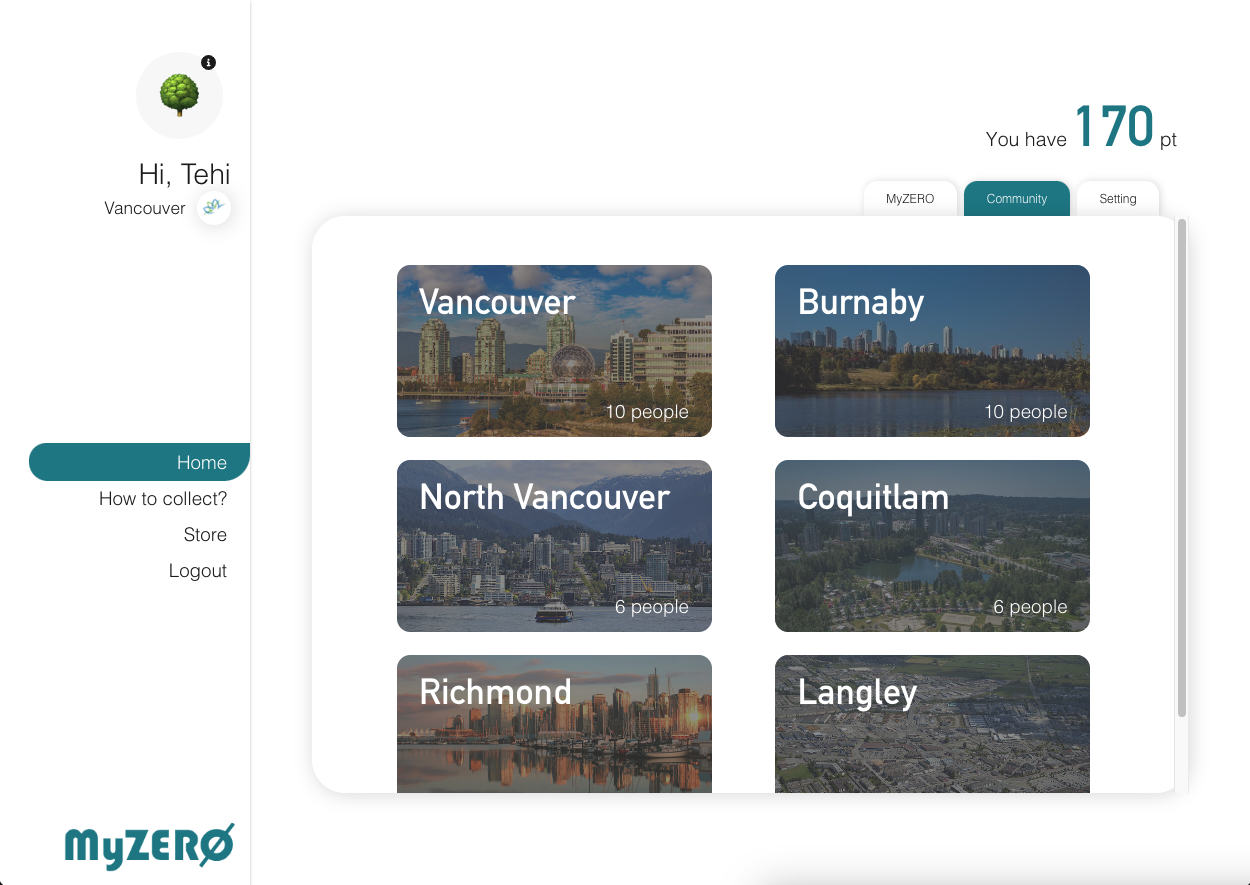 Hi, Tehi
Vancouver
Home
How to collect?
Store
Logout
MyZERO
You have 170 pt
MyZERO
Community
Setting
Vancouver
10 people
Burnaby
10 people
North Vancouver
6 people
Coquitlam
6 people
Richmond
Langley